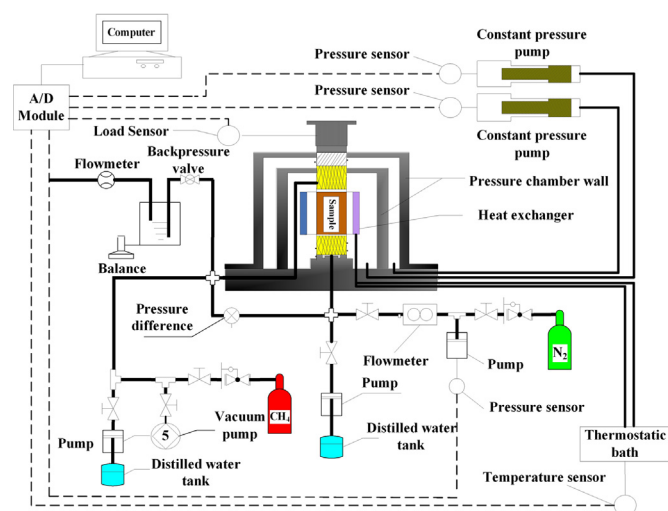 Computer
Constant pressure
pump
Pressure sensor
A/D
Module
Pressure sensor
Load Sensor
Constant pressure
pump
Backpressure
valve
Flowmeter
Pressure chamber wall
Sample
Heat exchanger
Balance
Pressure
difference
Flowmeter
Pump
N₂
Pump
Pressure sensor
CH₄
Vacuum
pump
Pump
5
Distilled water
tank
Distilled water
tank
Thermostatic
bath
Temperature sensor